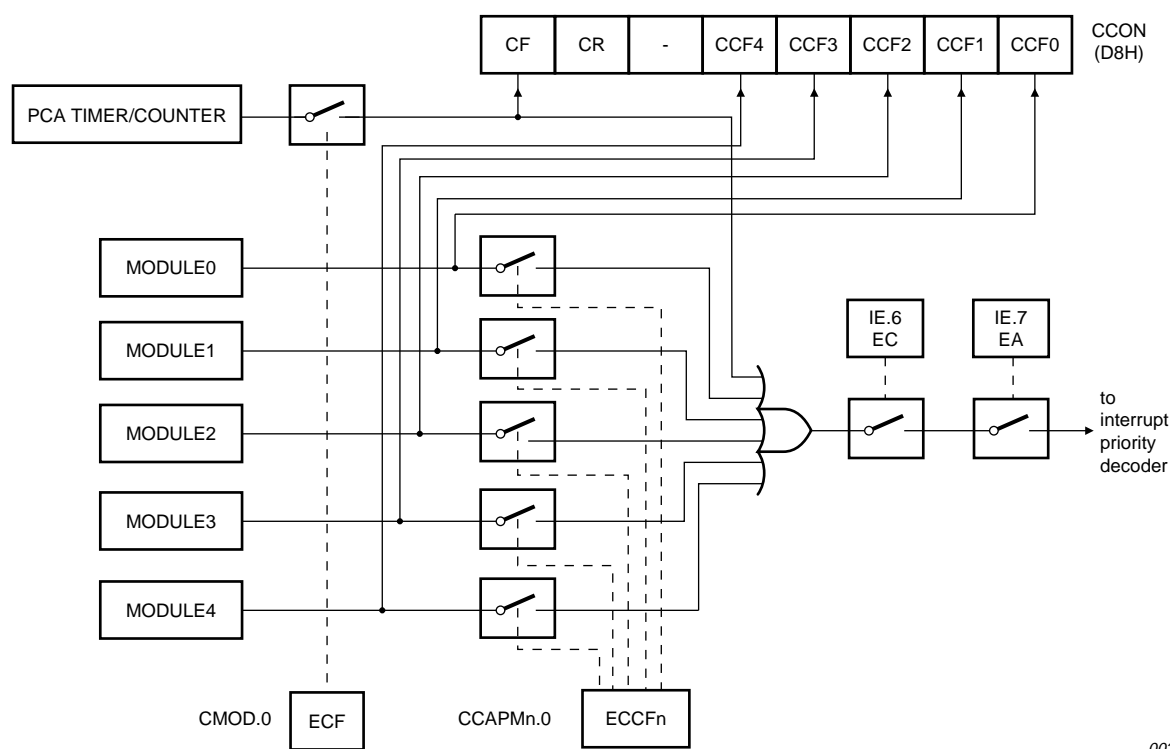 CF CR - CCF4 CCF3 CCF2 CCF1 CCF0
CCON
(D8H)
PCA TIMER/COUNTER
MODULE0
MODULE1
MODULE2
MODULE3
MODULE4
IE.6
EC
IE.7
EA
to
interrupt
priority
decoder
CMOD.0
ECF
CCAPMn.0
ECCFn